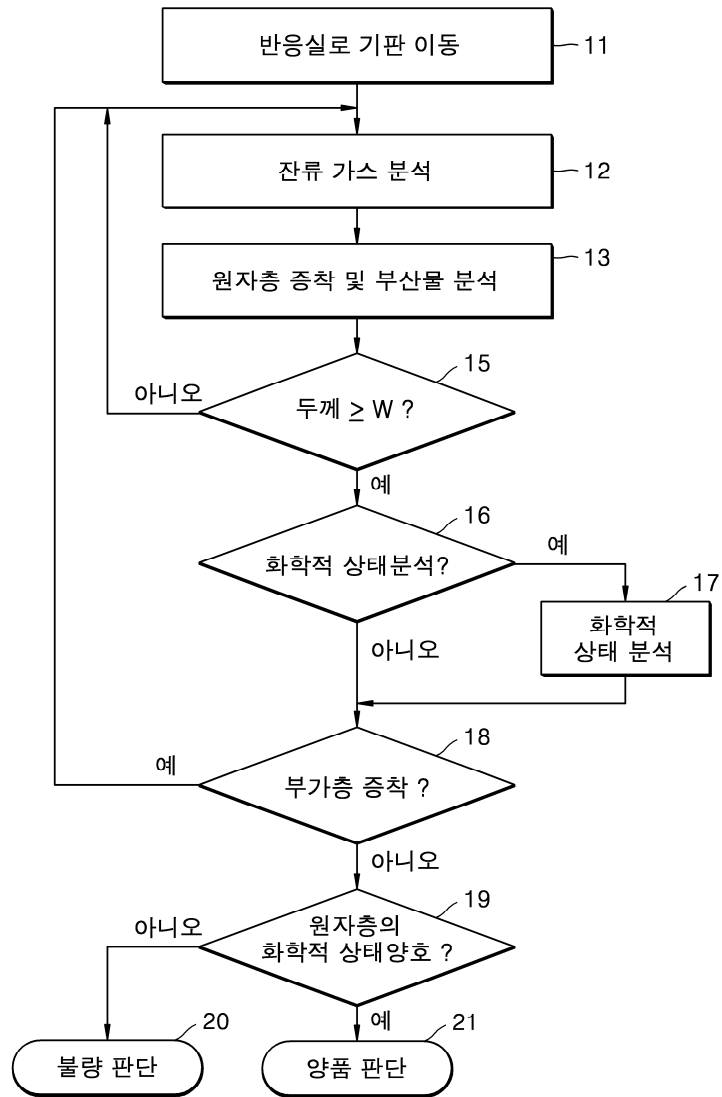 반응실로 기판 이동
11
잔류 가스 분석
12
원자층 증착 및 부산물 분석
13
15
아니오
두께 ≥ W ?
예
16
화학적 상태분석?
예
17
화학적
상태 분석
아니오
18
예
부가층 증착 ?
아니오
19
아니오
원자층의
화학적 상태양호 ?
예
20
21
불량 판단
양품 판단